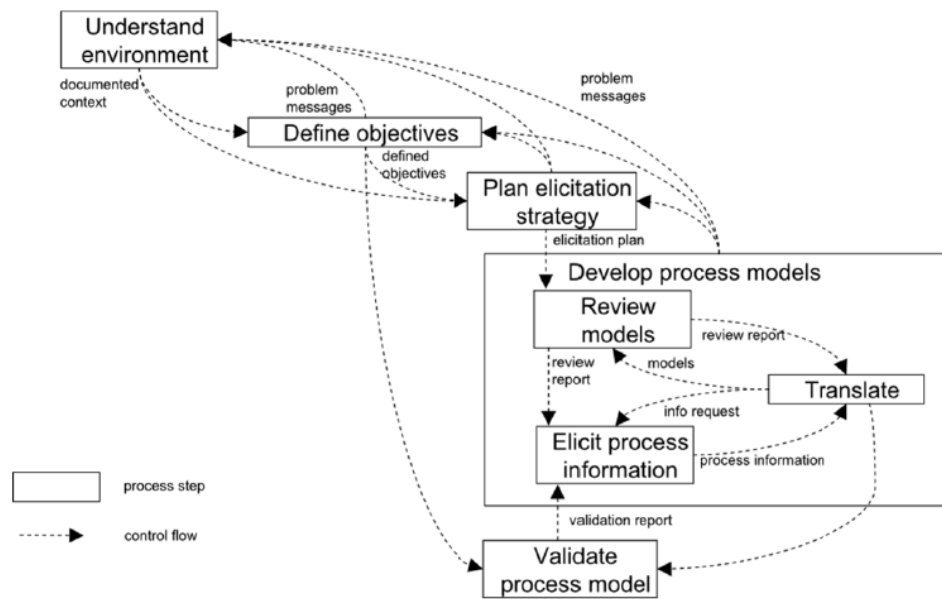 Understand
environment
documented
context
problem
messages
problem
messages
Define objectives
defined
objectives
Plan elicitation
strategy
elicitation plan
Develop process models
Review
models
review report
review
report
models
Translate
info request
Elicit process
information
process information
process step
control flow
validation report
Validate
process model